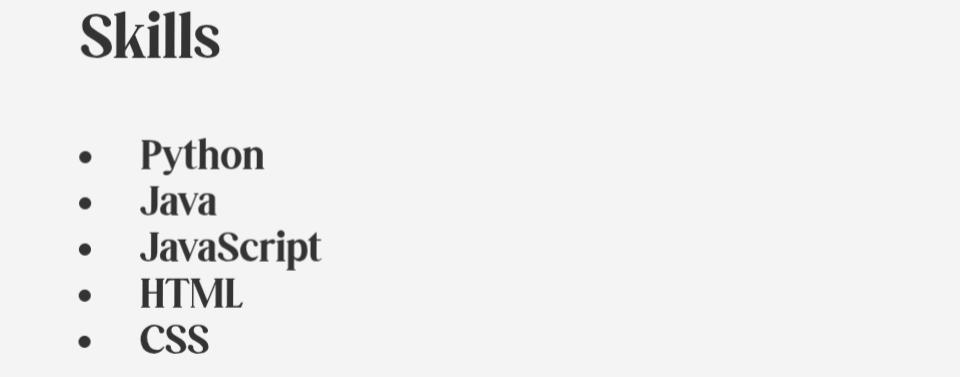 Skills
• Python
• Java
• JavaScript
• HTML
• CSS